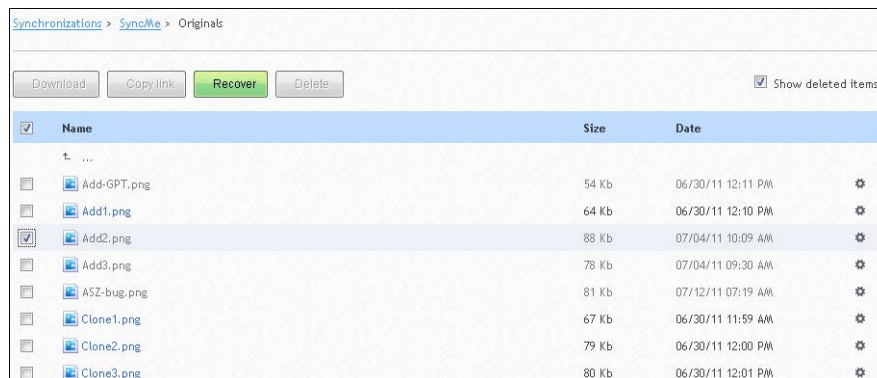 Synchronizations > SyncMe > Originals
Download Copy link Recover Delete Show deleted items
Name Size Date
...
Add-GPT.png 54 Kb 06/30/11 12:11 PM
Add1.png 64 Kb 06/30/11 12:10 PM
Add2.png 88 Kb 07/04/11 10:09 AM
Add3.png 78 Kb 07/04/11 09:30 AM
ASZ-bug.png 81 Kb 07/12/11 07:19 AM
Clone1.png 67 Kb 06/30/11 11:59 AM
Clone2.png 79 Kb 06/30/11 12:00 PM
Clone3.png 80 Kb 06/30/11 12:01 PM